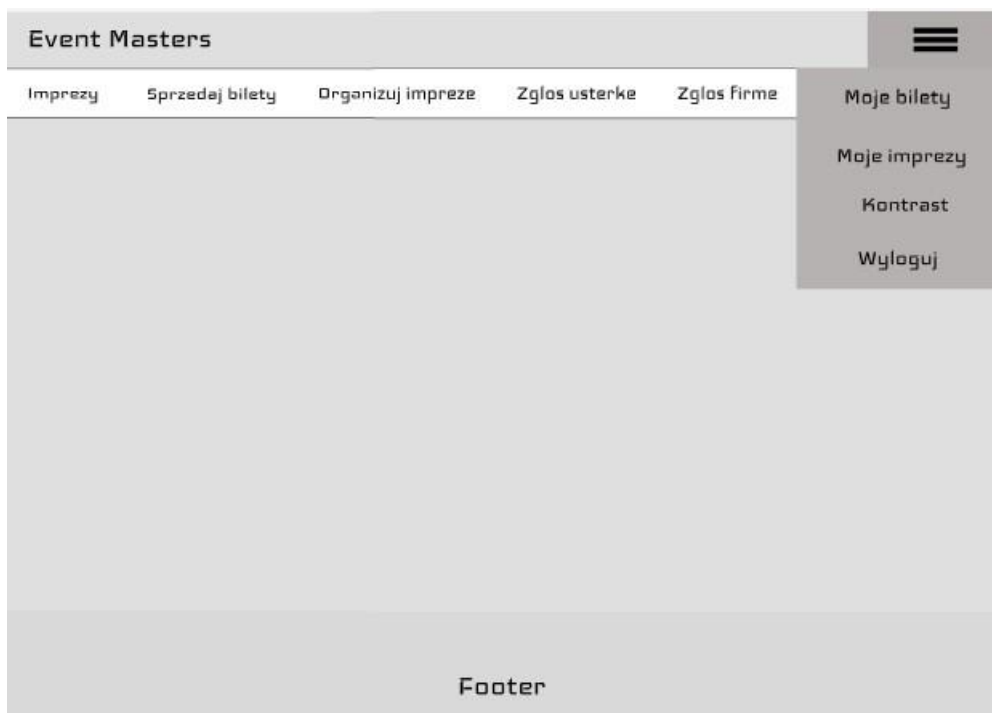 Event Masters
Imprezy Sprzedaj bilety Organizuj impreze Zglos usterke Zglos firme
Moje bilety
Moje imprezy
Kontrast
Wyloguj
Footer